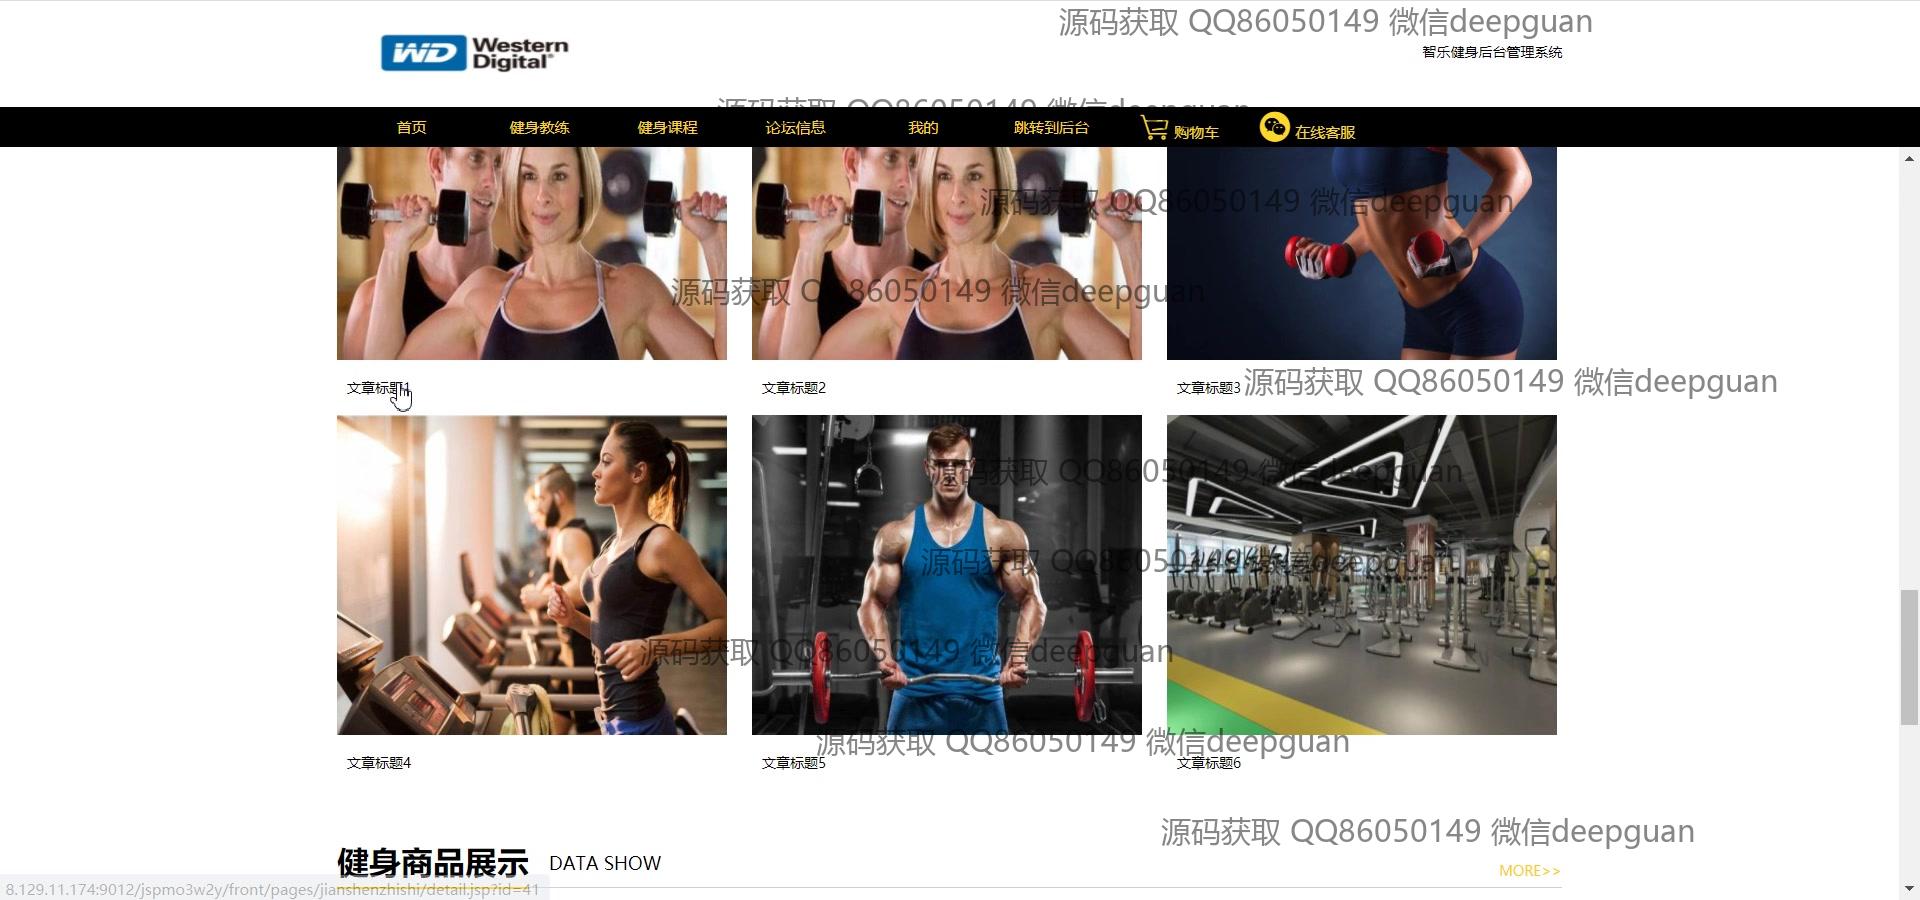 源码获取 QQ86050149 微信deepguan
WD Western Digital
智乐健身后台管理系统
源码获取 QQ86050149 微信deepguan
首页 健身教练 健身课程 论坛信息 我的 跳转到后台 购物车 在线客服
源码获取 QQ86050149 微信deepguan
源码获取 QQ86050149 微信deepguan
文章标题1 文章标题2 文章标题3
源码获取 QQ86050149 微信deepguan
源码获取 QQ86050149 微信deepguan
源码获取 QQ86050149 微信deepguan
源码获取 QQ86050149 微信deepguan
源码获取 QQ86050149 微信deepguan
文章标题4 文章标题5 文章标题6
源码获取 QQ86050149 微信deepguan
健身商品展示 DATA SHOW MORE>>
8.129.11.174:9012/jspmo3w2y/front/pages/jianshenzhishi/detail.jsp?id=41